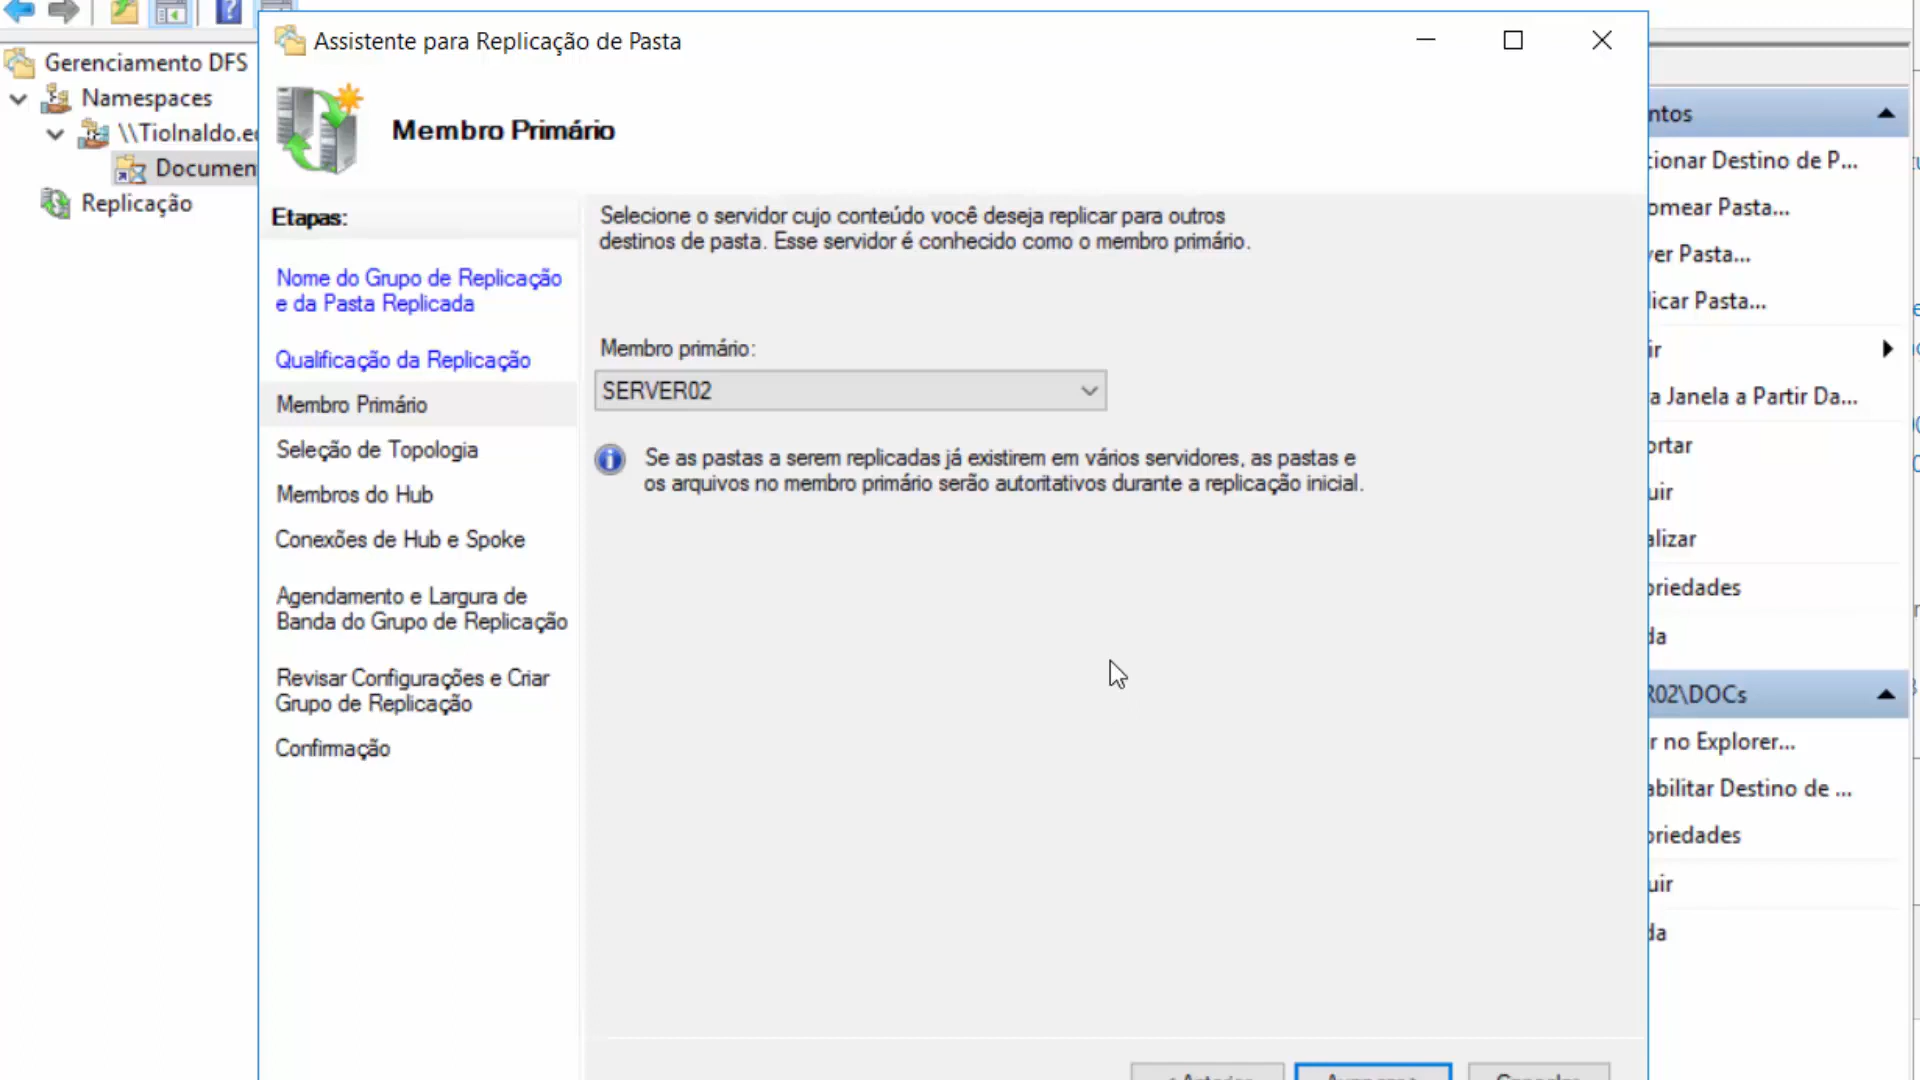 Assistente para Replicação de Pasta
Gerenciamento DFS
Namespaces
\\TioInaldo.e
Documen
Replicação
Membro Primário
Etapas:
Nome do Grupo de Replicação
e da Pasta Replicada
Qualificação da Replicação
Membro Primário
Seleção de Topologia
Membros do Hub
Conexões de Hub e Spoke
Agendamento e Largura de
Banda do Grupo de Replicação
Revisar Configurações e Criar
Grupo de Replicação
Confirmação
Selecione o servidor cujo conteúdo você deseja replicar para outros
destinos de pasta. Esse servidor é conhecido como o membro primário.
Membro primário:
SERVER02
Se as pastas a serem replicadas já existirem em vários servidores, as pastas e
os arquivos no membro primário serão autoritativos durante a replicação inicial.
ntos
cionar Destino de P...
omear Pasta...
ver Pasta...
licar Pasta...
ir
a Janela a Partir Da...
ortar
uir
alizar
priedades
da
R02\DOCs
r no Explorer...
abilitar Destino de ...
priedades
uir
da